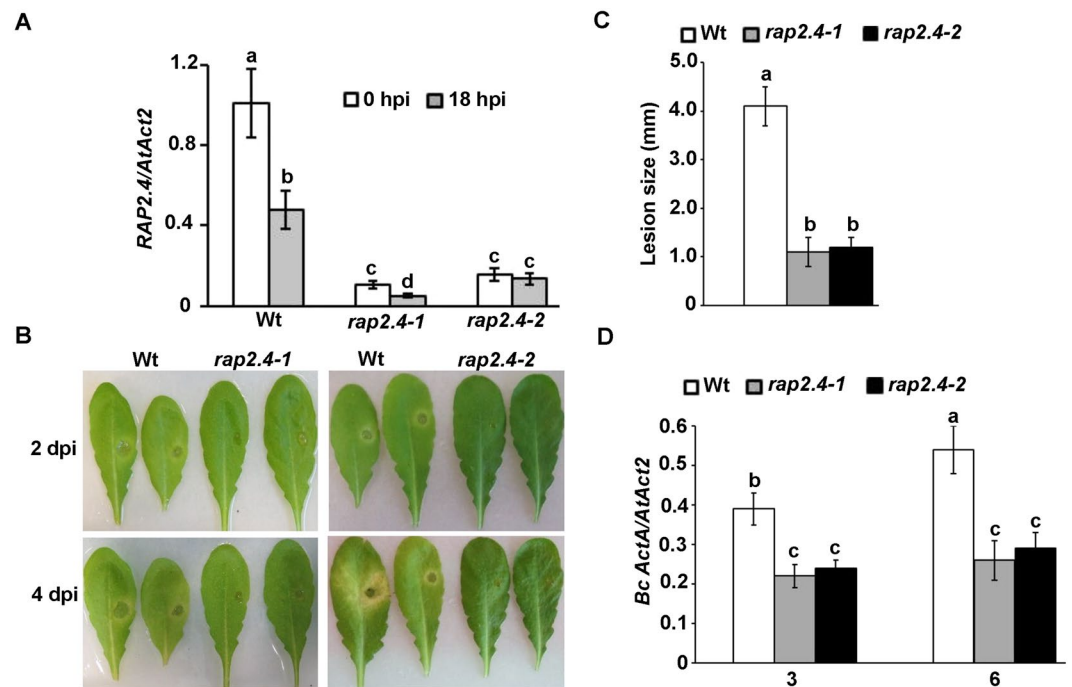 A
RAP2.4/AtAct2
1.2
0.8
0.4
0
0 hpi 18 hpi
a
b
c
d
c
c
Wt rap2.4-1 rap2.4-2
B
Wt rap2.4-1 Wt rap2.4-2
2 dpi
4 dpi
C
Wt rap2.4-1 rap2.4-2
Lesion size (mm)
5.0
4.0
3.0
2.0
1.0
0
a
b
b
D
Wt rap2.4-1 rap2.4-2
Bc ActA/AtAct2
0.6
0.5
0.4
0.3
0.2
0.1
0
b
c
c
a
c
c
3 6